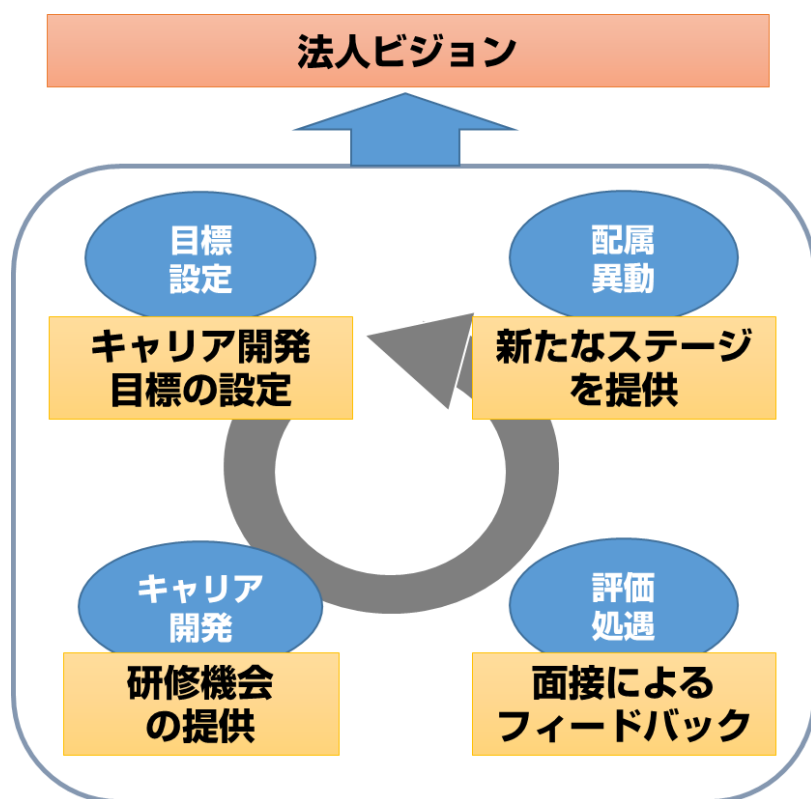 法人ビジョン
目標
設定
キャリア開発
目標の設定
配属
異動
新たなステージ
を提供
キャリア
開発
研修機会
の提供
評価
処遇
面接による
フィードバック